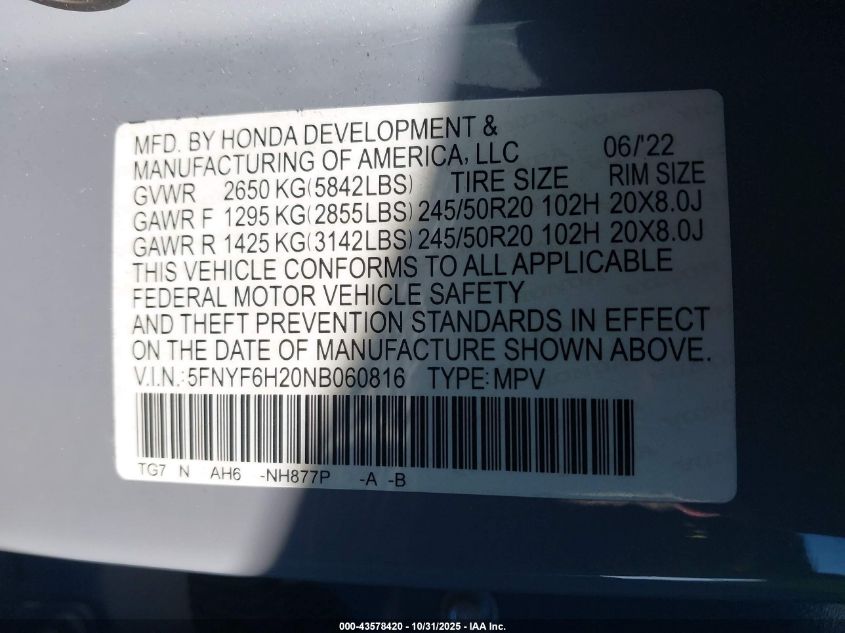 MFD. BY HONDA DEVELOPMENT &
MANUFACTURING OF AMERICA, LLC 06/'22
GVWR 2650 KG(5842LBS) TIRE SIZE RIM SIZE
GAWR F 1295 KG(2855LBS) 245/50R20 102H 20X8.0J
GAWR R 1425 KG(3142LBS) 245/50R20 102H 20X8.0J
THIS VEHICLE CONFORMS TO ALL APPLICABLE
FEDERAL MOTOR VEHICLE SAFETY
AND THEFT PREVENTION STANDARDS IN EFFECT
ON THE DATE OF MANUFACTURE SHOWN ABOVE.
V.I.N.:5FNYF6H20NB060816 TYPE:MPV
TG7 N AH6 -NH877P -A -B
000-43578420 - 10/31/2025 - IAA Inc.